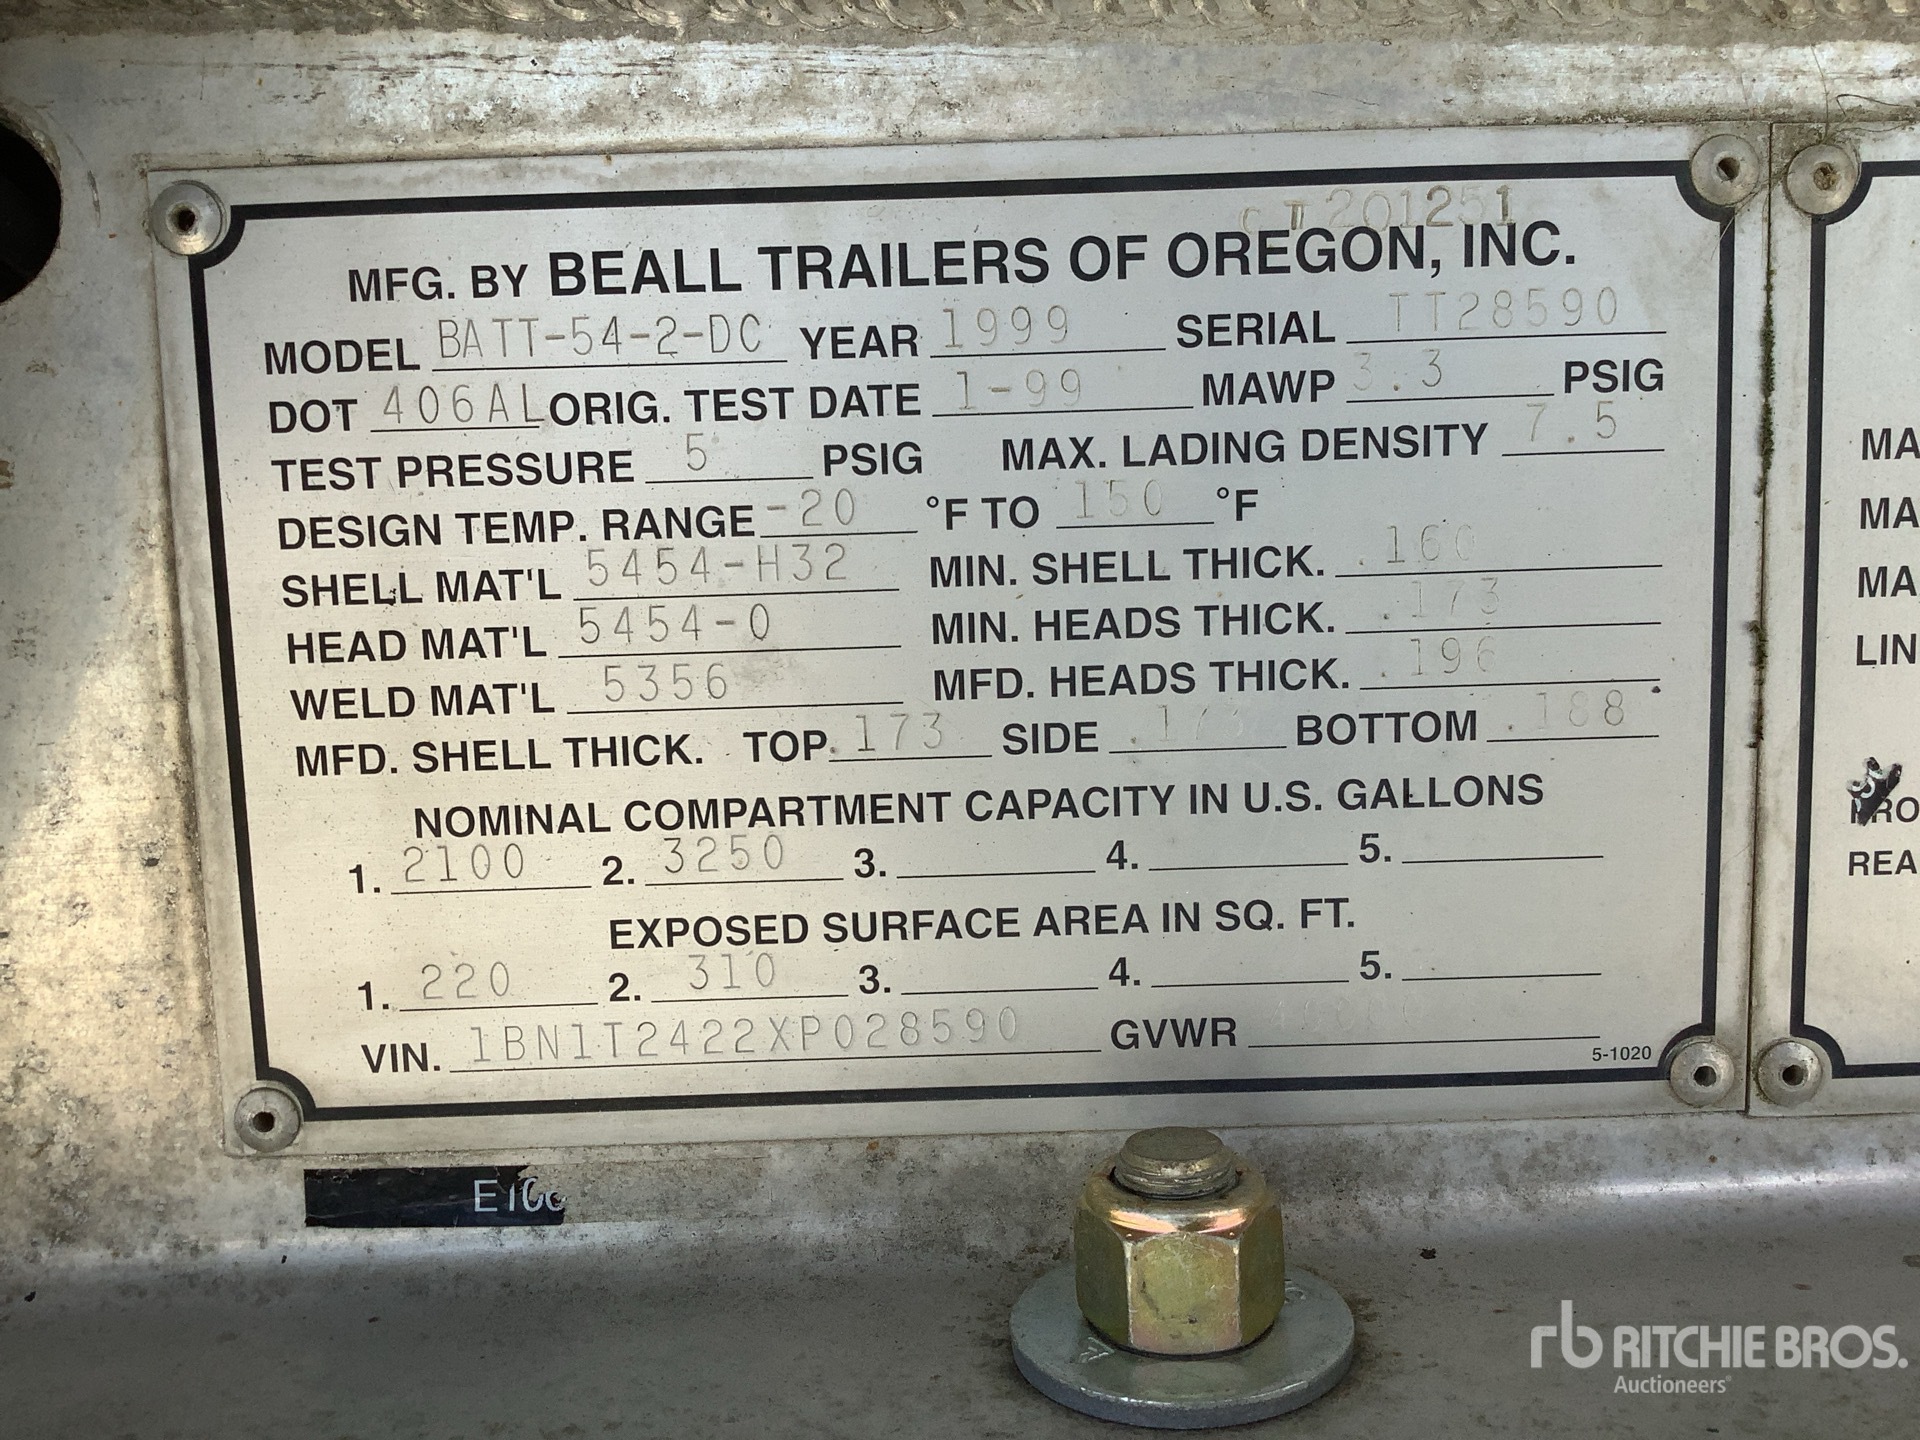 CT201251
MFG. BY BEALL TRAILERS OF OREGON, INC.
MODEL BATT-54-2-DC YEAR 1999 SERIAL TT28590
DOT 406AL ORIG. TEST DATE 1-99 MAWP 3.3 PSIG
TEST PRESSURE 5 PSIG MAX. LADING DENSITY 7.5
DESIGN TEMP. RANGE -20 °F TO 150 °F
SHELL MAT'L 5454-H32 MIN. SHELL THICK. .160
HEAD MAT'L 5454-0 MIN. HEADS THICK. .173
WELD MAT'L 5356 MFD. HEADS THICK. .196
MFD. SHELL THICK. TOP .173 SIDE BOTTOM .188
NOMINAL COMPARTMENT CAPACITY IN U.S. GALLONS
1. 2100 2. 3250 3. 4. 5.
EXPOSED SURFACE AREA IN SQ. FT.
1. 220 2. 310 3. 4. 5.
VIN. 1BN1T2422XP028590 GVWR
5-1020
MA
MA
MA
LIN
REA
rb RITCHIE BROS.
Auctioneers